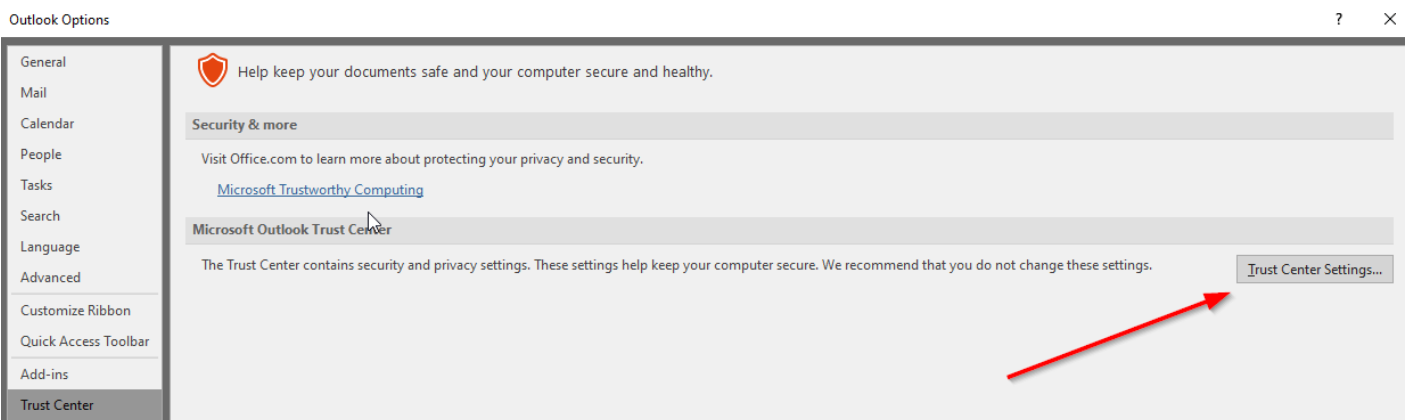 Outlook Options
?
General
Mail
Calendar
People
Tasks
Search
Language
Advanced
Customize Ribbon
Quick Access Toolbar
Add-ins
Trust Center
Help keep your documents safe and your computer secure and healthy.
Security & more
Visit Office.com to learn more about protecting your privacy and security.
Microsoft Trustworthy Computing
Microsoft Outlook Trust Center
The Trust Center contains security and privacy settings. These settings help keep your computer secure. We recommend that you do not change these settings.
Trust Center Settings...